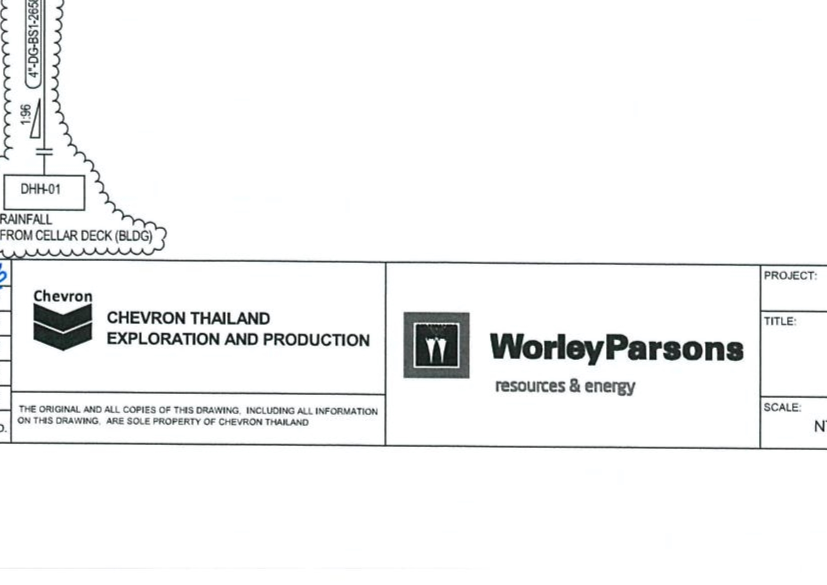 4"-DG-BS1-265
1:96
DHH-01
RAINFALL
FROM CELLAR DECK (BLDG)
Chevron
CHEVRON THAILAND
EXPLORATION AND PRODUCTION
THE ORIGINAL AND ALL COPIES OF THIS DRAWING, INCLUDING ALL INFORMATION
ON THIS DRAWING, ARE SOLE PROPERTY OF CHEVRON THAILAND
WorleyParsons
resources & energy
PROJECT:
TITLE:
SCALE: